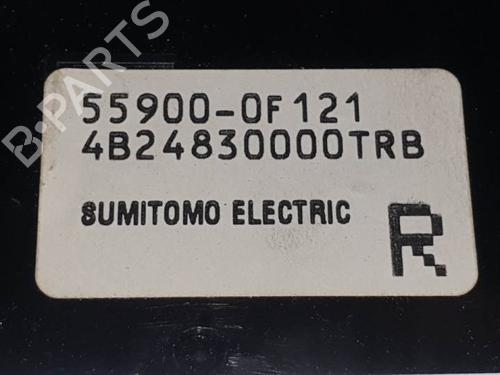 B-PARTS
55900-0F121
4B24830000TRB
SUMITOMO ELECTRIC
R